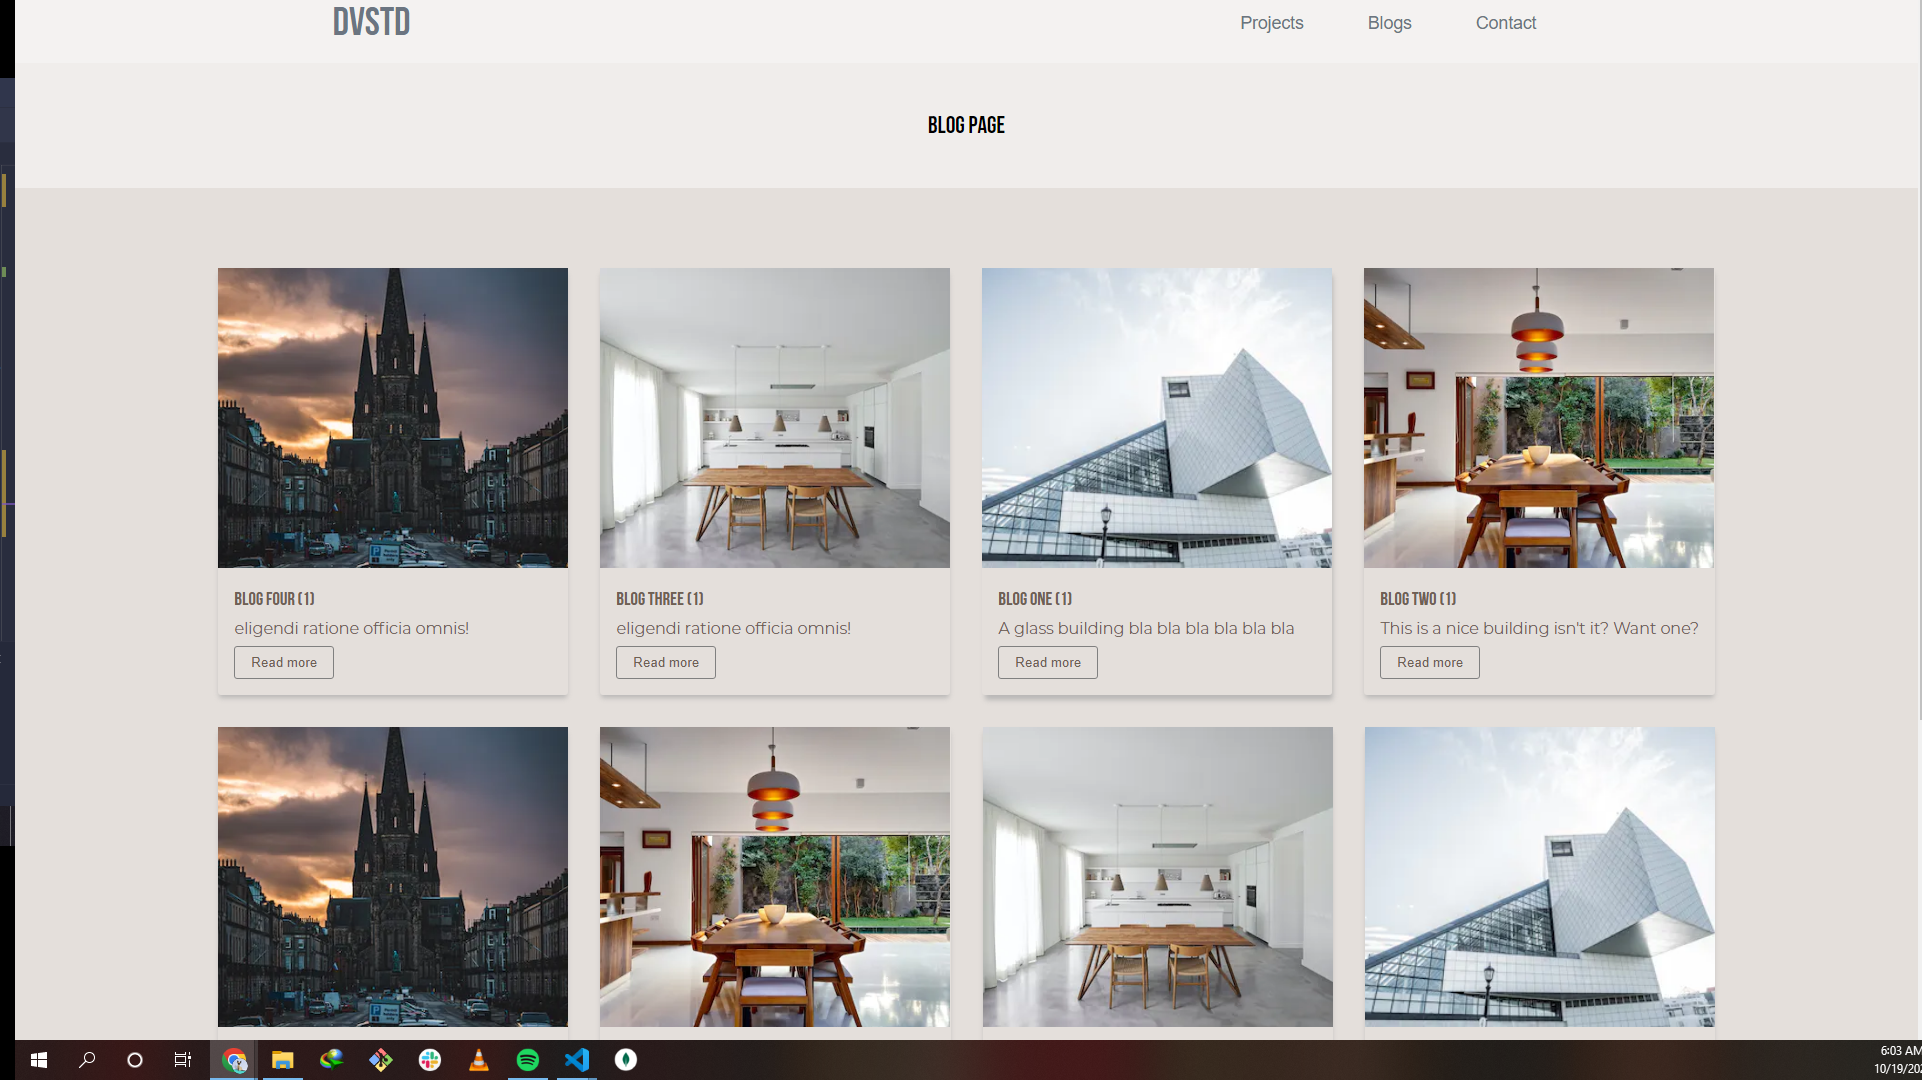 DVSTD
Projects
Blogs
Contact
BLOG PAGE
BLOG FOUR (1)
eligendi ratione officia omnis!
Read more
BLOG THREE (1)
eligendi ratione officia omnis!
Read more
BLOG ONE (1)
A glass building bla bla bla bla bla bla
Read more
BLOG TWO (1)
This is a nice building isn't it? Want one?
Read more
6:03 AM
10/19/202